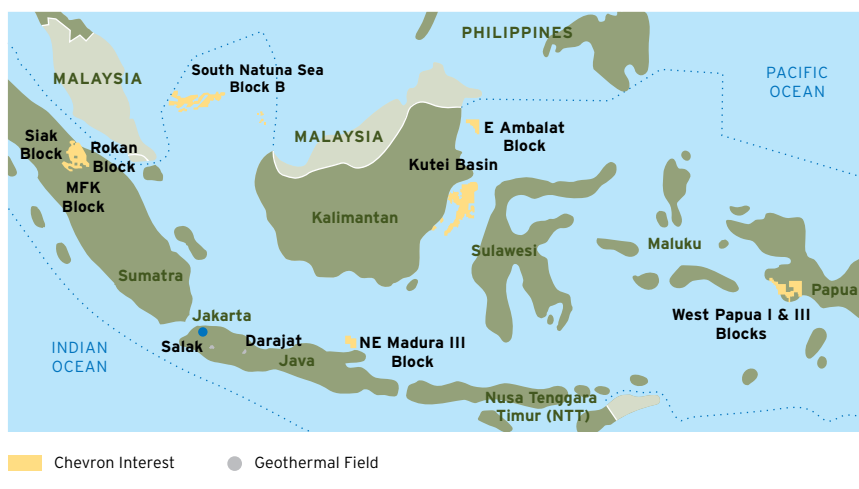 PHILIPPINES
MALAYSIA
South Natuna Sea
Block B
PACIFIC
OCEAN
MALAYSIA
E Ambalat
Block
Siak
Block
Rokan
Block
MFK
Block
Kutei Basin
Kalimantan
Sulawesi
Maluku
Sumatra
Papua
Jakarta
West Papua I & III
Blocks
INDIAN
OCEAN
Salak
Darajat
Java
NE Madura III
Block
Nusa Tenggara
Timur (NTT)
Chevron Interest
Geothermal Field